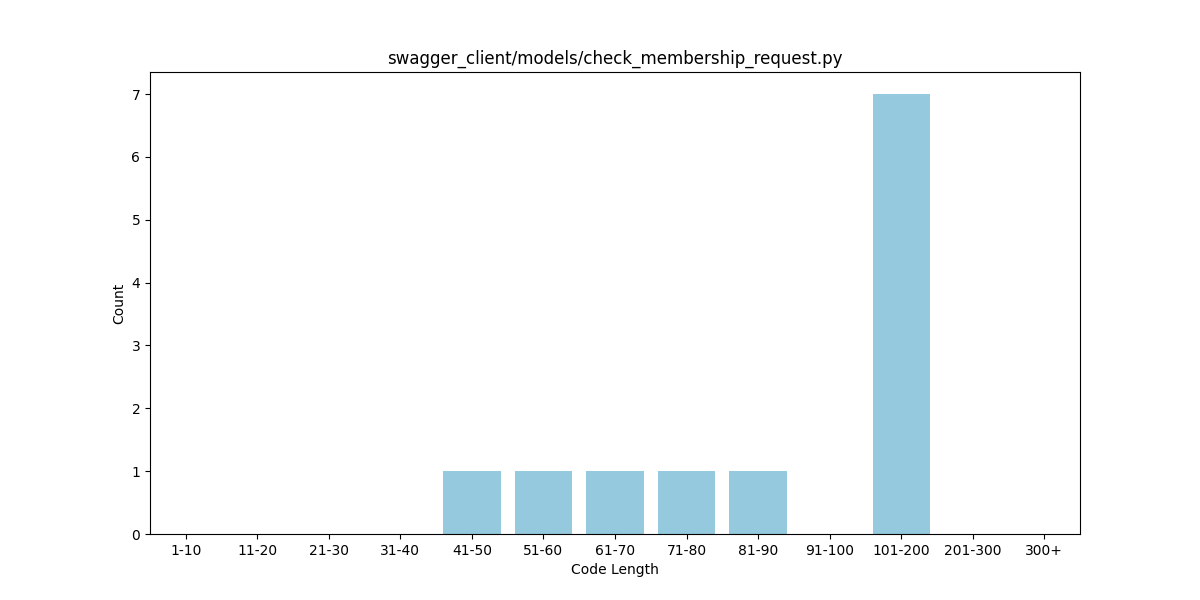 swagger_client/models/check_membership_request.py
7
6
5
4
3
2
1
0
Count
1-10 11-20 21-30 31-40 41-50 51-60 61-70 71-80 81-90 91-100 101-200 201-300 300+
Code Length